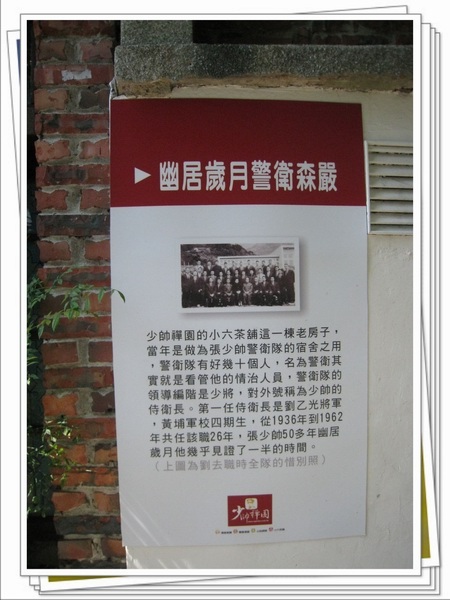 ▶幽居歲月警衛森嚴
少帥禪園的小六茶舖這一棟老房子，
當年是做為張少帥警衛隊的宿舍之用
，警衛隊有好幾十個人，名為警衛其
實就是看管他的情治人員，警衛隊的
領導編階是少將，對外號稱為少帥的
侍衛長。第一任侍衛長是劉乙光將軍
，黃埔軍校四期生，從1936年到1962
年共任該職26年，張少帥50多年幽居
歲月他幾乎見證了一半的時間。
（上圖為劉去職時全隊的惜別照）
少帥禪園